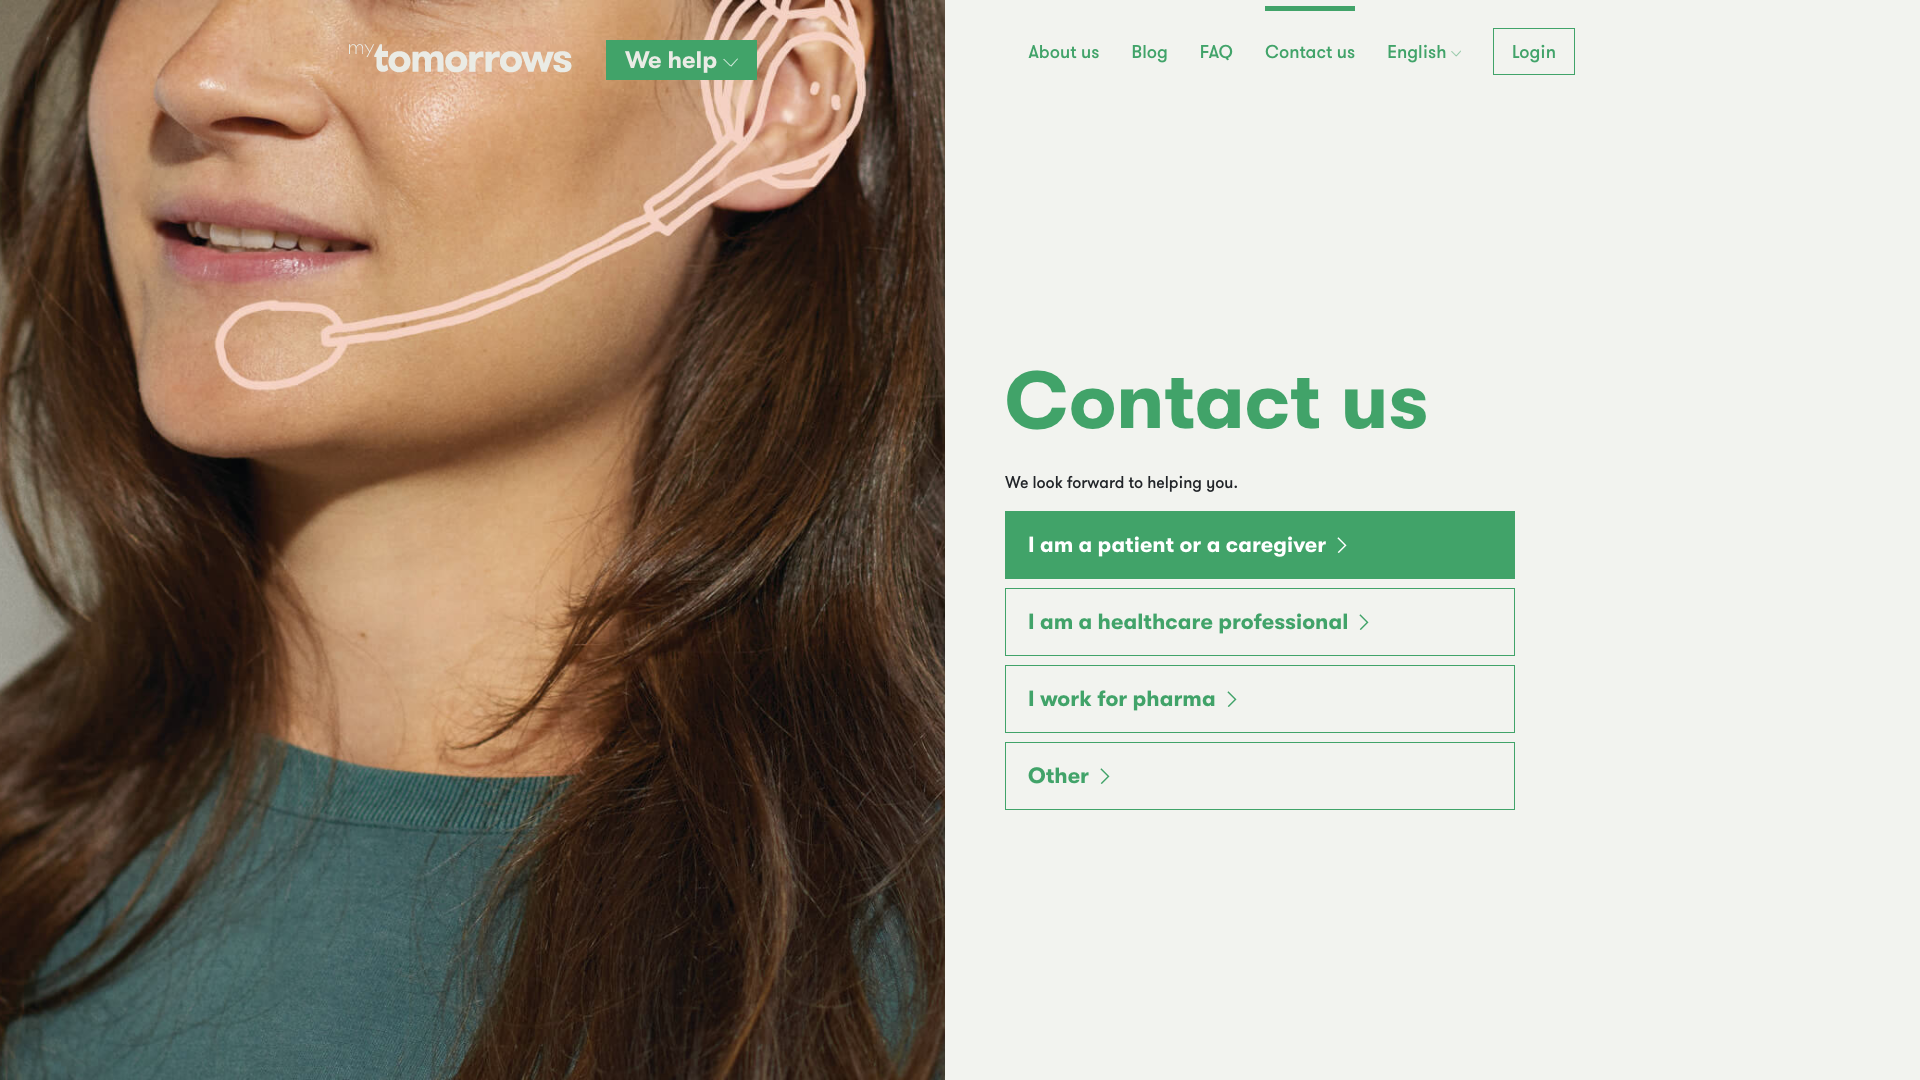 mytomorrows
We help
About us
Blog
FAQ
Contact us
English
Login
Contact us
We look forward to helping you.
I am a patient or a caregiver
I am a healthcare professional
I work for pharma
Other